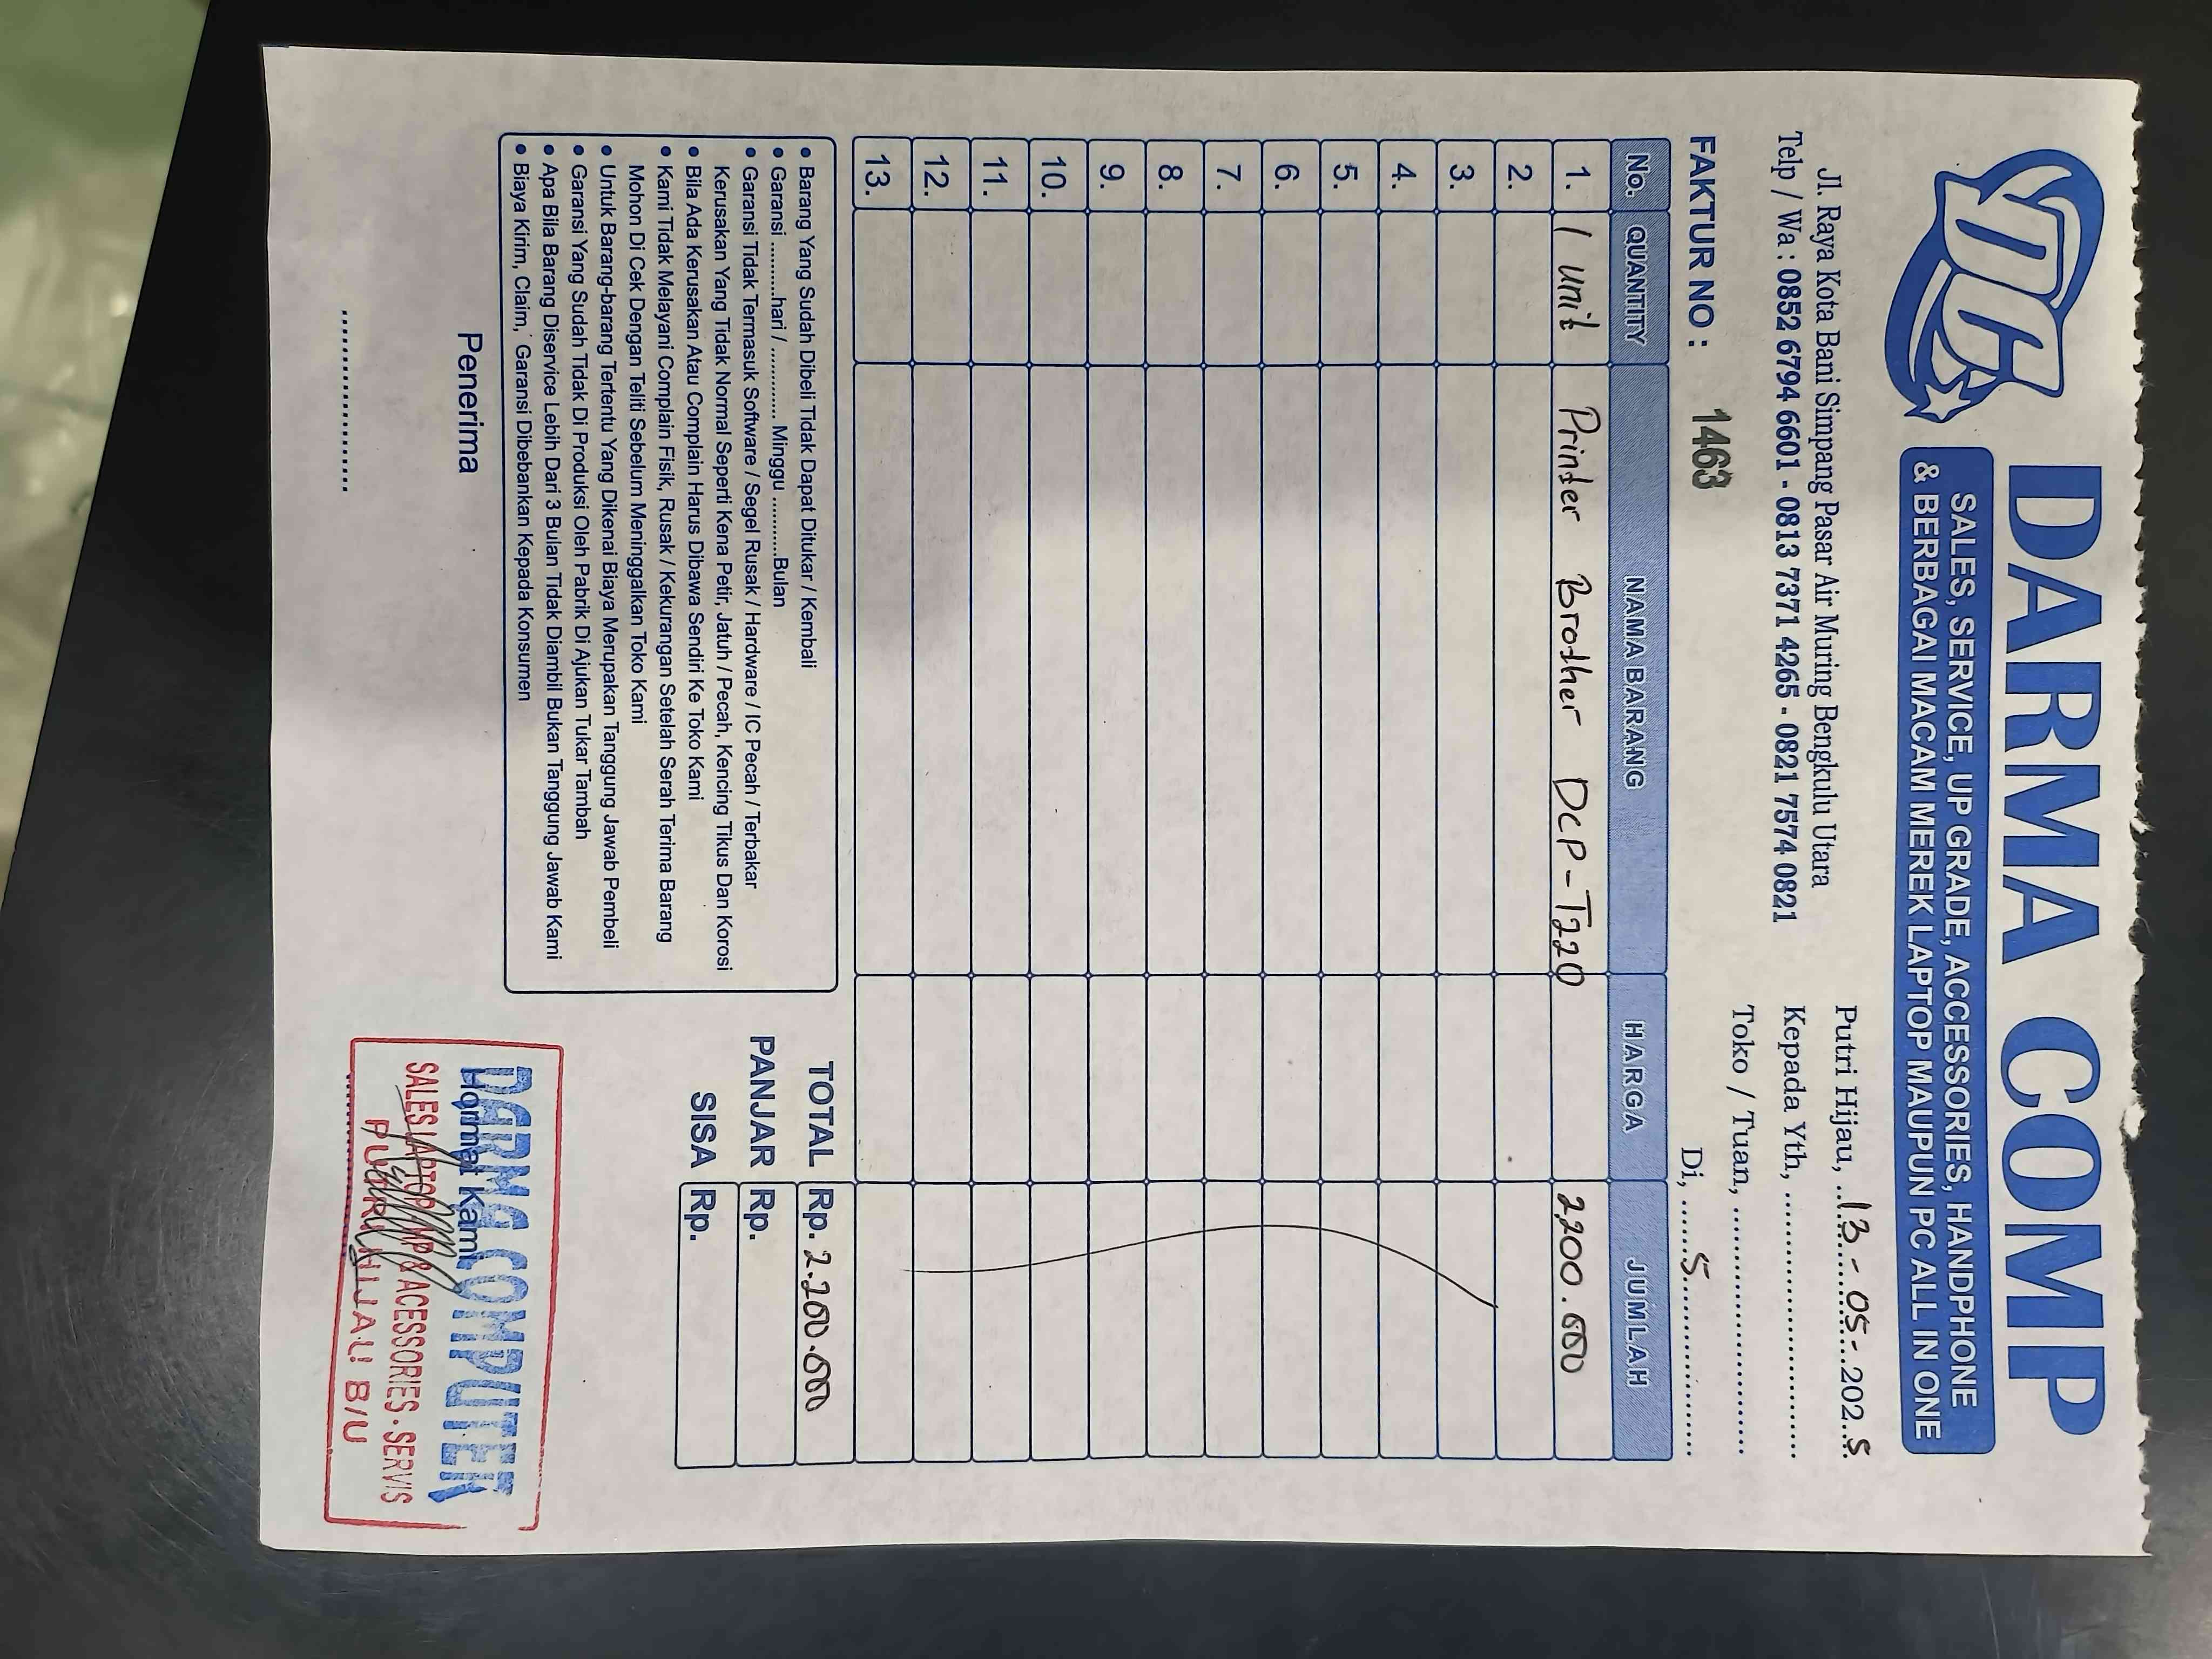 DC DARMA COMP
SALES, SERVICE, UP GRADE, ACCESSORIES, HANDPHONE
& BERBAGAI MACAM MEREK LAPTOP MAUPUN PC ALL IN ONE
Jl. Raya Kota Bani Simpang Pasar Air Muring Bengkulu Utara
Telp / Wa : 0852 6794 6601 - 0813 7371 4265 - 0821 7574 0821
Putri Hijau, 13 - 05 - 2025
Kepada Yth, ..............................
Toko / Tuan, ..............................
FAKTUR NO : 1463
Di, .......5..................
No. QUANTITY NAMA BARANG HARGA JUMLAH
1. 1 unit Printer Brother DCP-T220 2200.000
2.
3.
4.
5.
6.
7.
8.
9.
10.
11.
12.
13.
• Barang Yang Sudah Dibeli Tidak Dapat Ditukar / Kembali
• Garansi ............hari / ............ Minggu ............Bulan
• Garansi Tidak Termasuk Software / Segel Rusak / Hardware / IC Pecah / Terbakar
Kerusakan Yang Tidak Normal Seperti Kena Petir, Jatuh / Pecah, Kencing Tikus Dan Korosi
• Bila Ada Kerusakan Atau Complain Harus Dibawa Sendiri Ke Toko Kami
• Kami Tidak Melayani Complain Fisik, Rusak / Kekurangan Setelah Serah Terima Barang
Mohon Di Cek Dengan Teliti Sebelum Meninggalkan Toko Kami
• Untuk Barang-barang Tertentu Yang Dikenai Biaya Merupakan Tanggung Jawab Pembeli
• Garansi Yang Sudah Tidak Di Produksi Oleh Pabrik Di Ajukan Tukar Tambah
• Apa Bila Barang Diservice Lebih Dari 3 Bulan Tidak Diambil Bukan Tanggung Jawab Kami
• Biaya Kirim, Claim, Garansi Dibebankan Kepada Konsumen
TOTAL Rp. 2.200.000
PANJAR Rp.
SISA Rp.
Penerima
........................
Hormat Kami
DARMA COMPUTER
SALES LAPTOP, HP & ACESSORIES - SERVIS
PUTRI HIJAU B/U